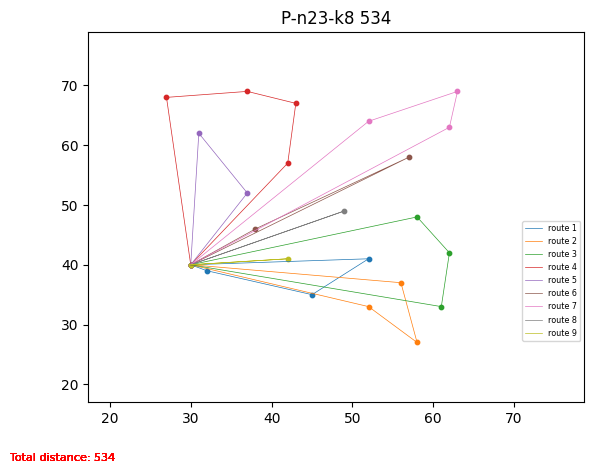 P-n23-k8 534
70
60
50
40
30
20
20 30 40 50 60 70
route 1
route 2
route 3
route 4
route 5
route 6
route 7
route 8
route 9
Total distance: 534